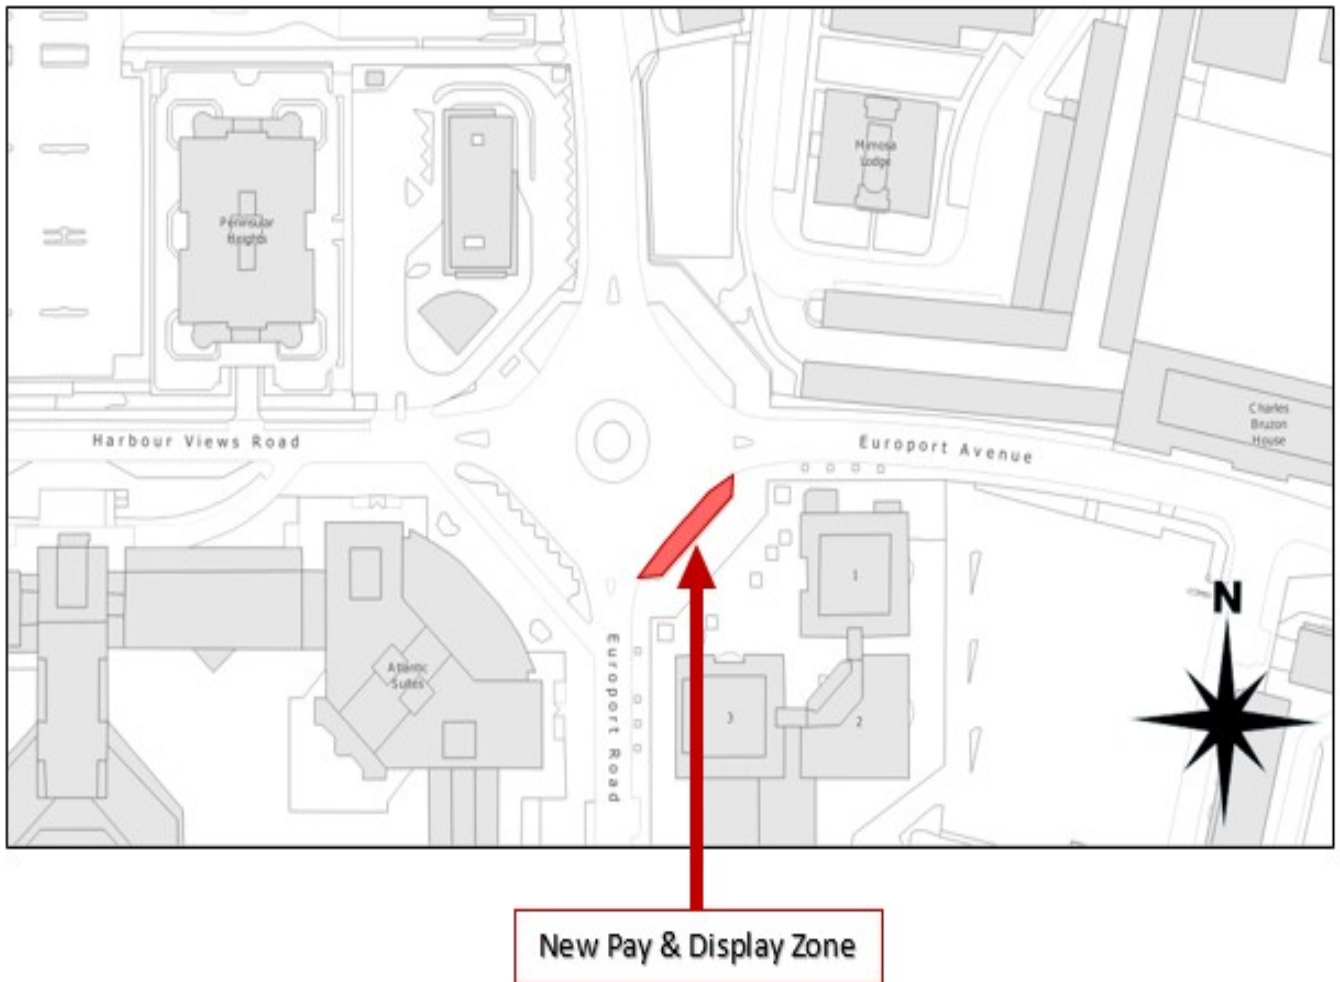 Mimosa
Lodge
Peninsular
Heights
Charles
Bruzon
House
Harbour Views Road
Europort Avenue
1
N
Atlantic
Suites
Europort Road
3
2
New Pay & Display Zone